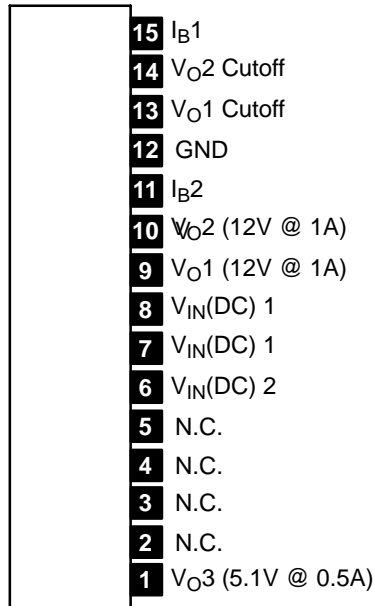 15 IB1
14 VO2 Cutoff
13 VO1 Cutoff
12 GND
11 IB2
10 VO2 (12V @ 1A)
9 VO1 (12V @ 1A)
8 VIN(DC) 1
7 VIN(DC) 1
6 VIN(DC) 2
5 N.C.
4 N.C.
3 N.C.
2 N.C.
1 VO3 (5.1V @ 0.5A)